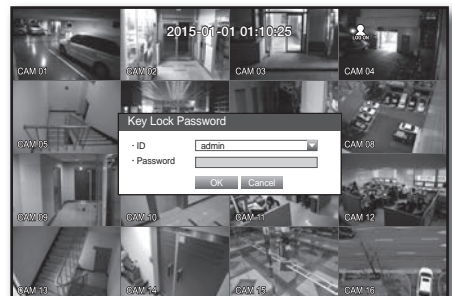 2015-01-01 01:10:25
LOG ON
CAM 01
CAM 02
CAM 03
CAM 04
Key Lock Password
· ID
admin
· Password
OK
Cancel
CAM 05
CAM 08
CAM 09
CAM 10
CAM 11
CAM 12
CAM 13
CAM 14
CAM 15
CAM 16